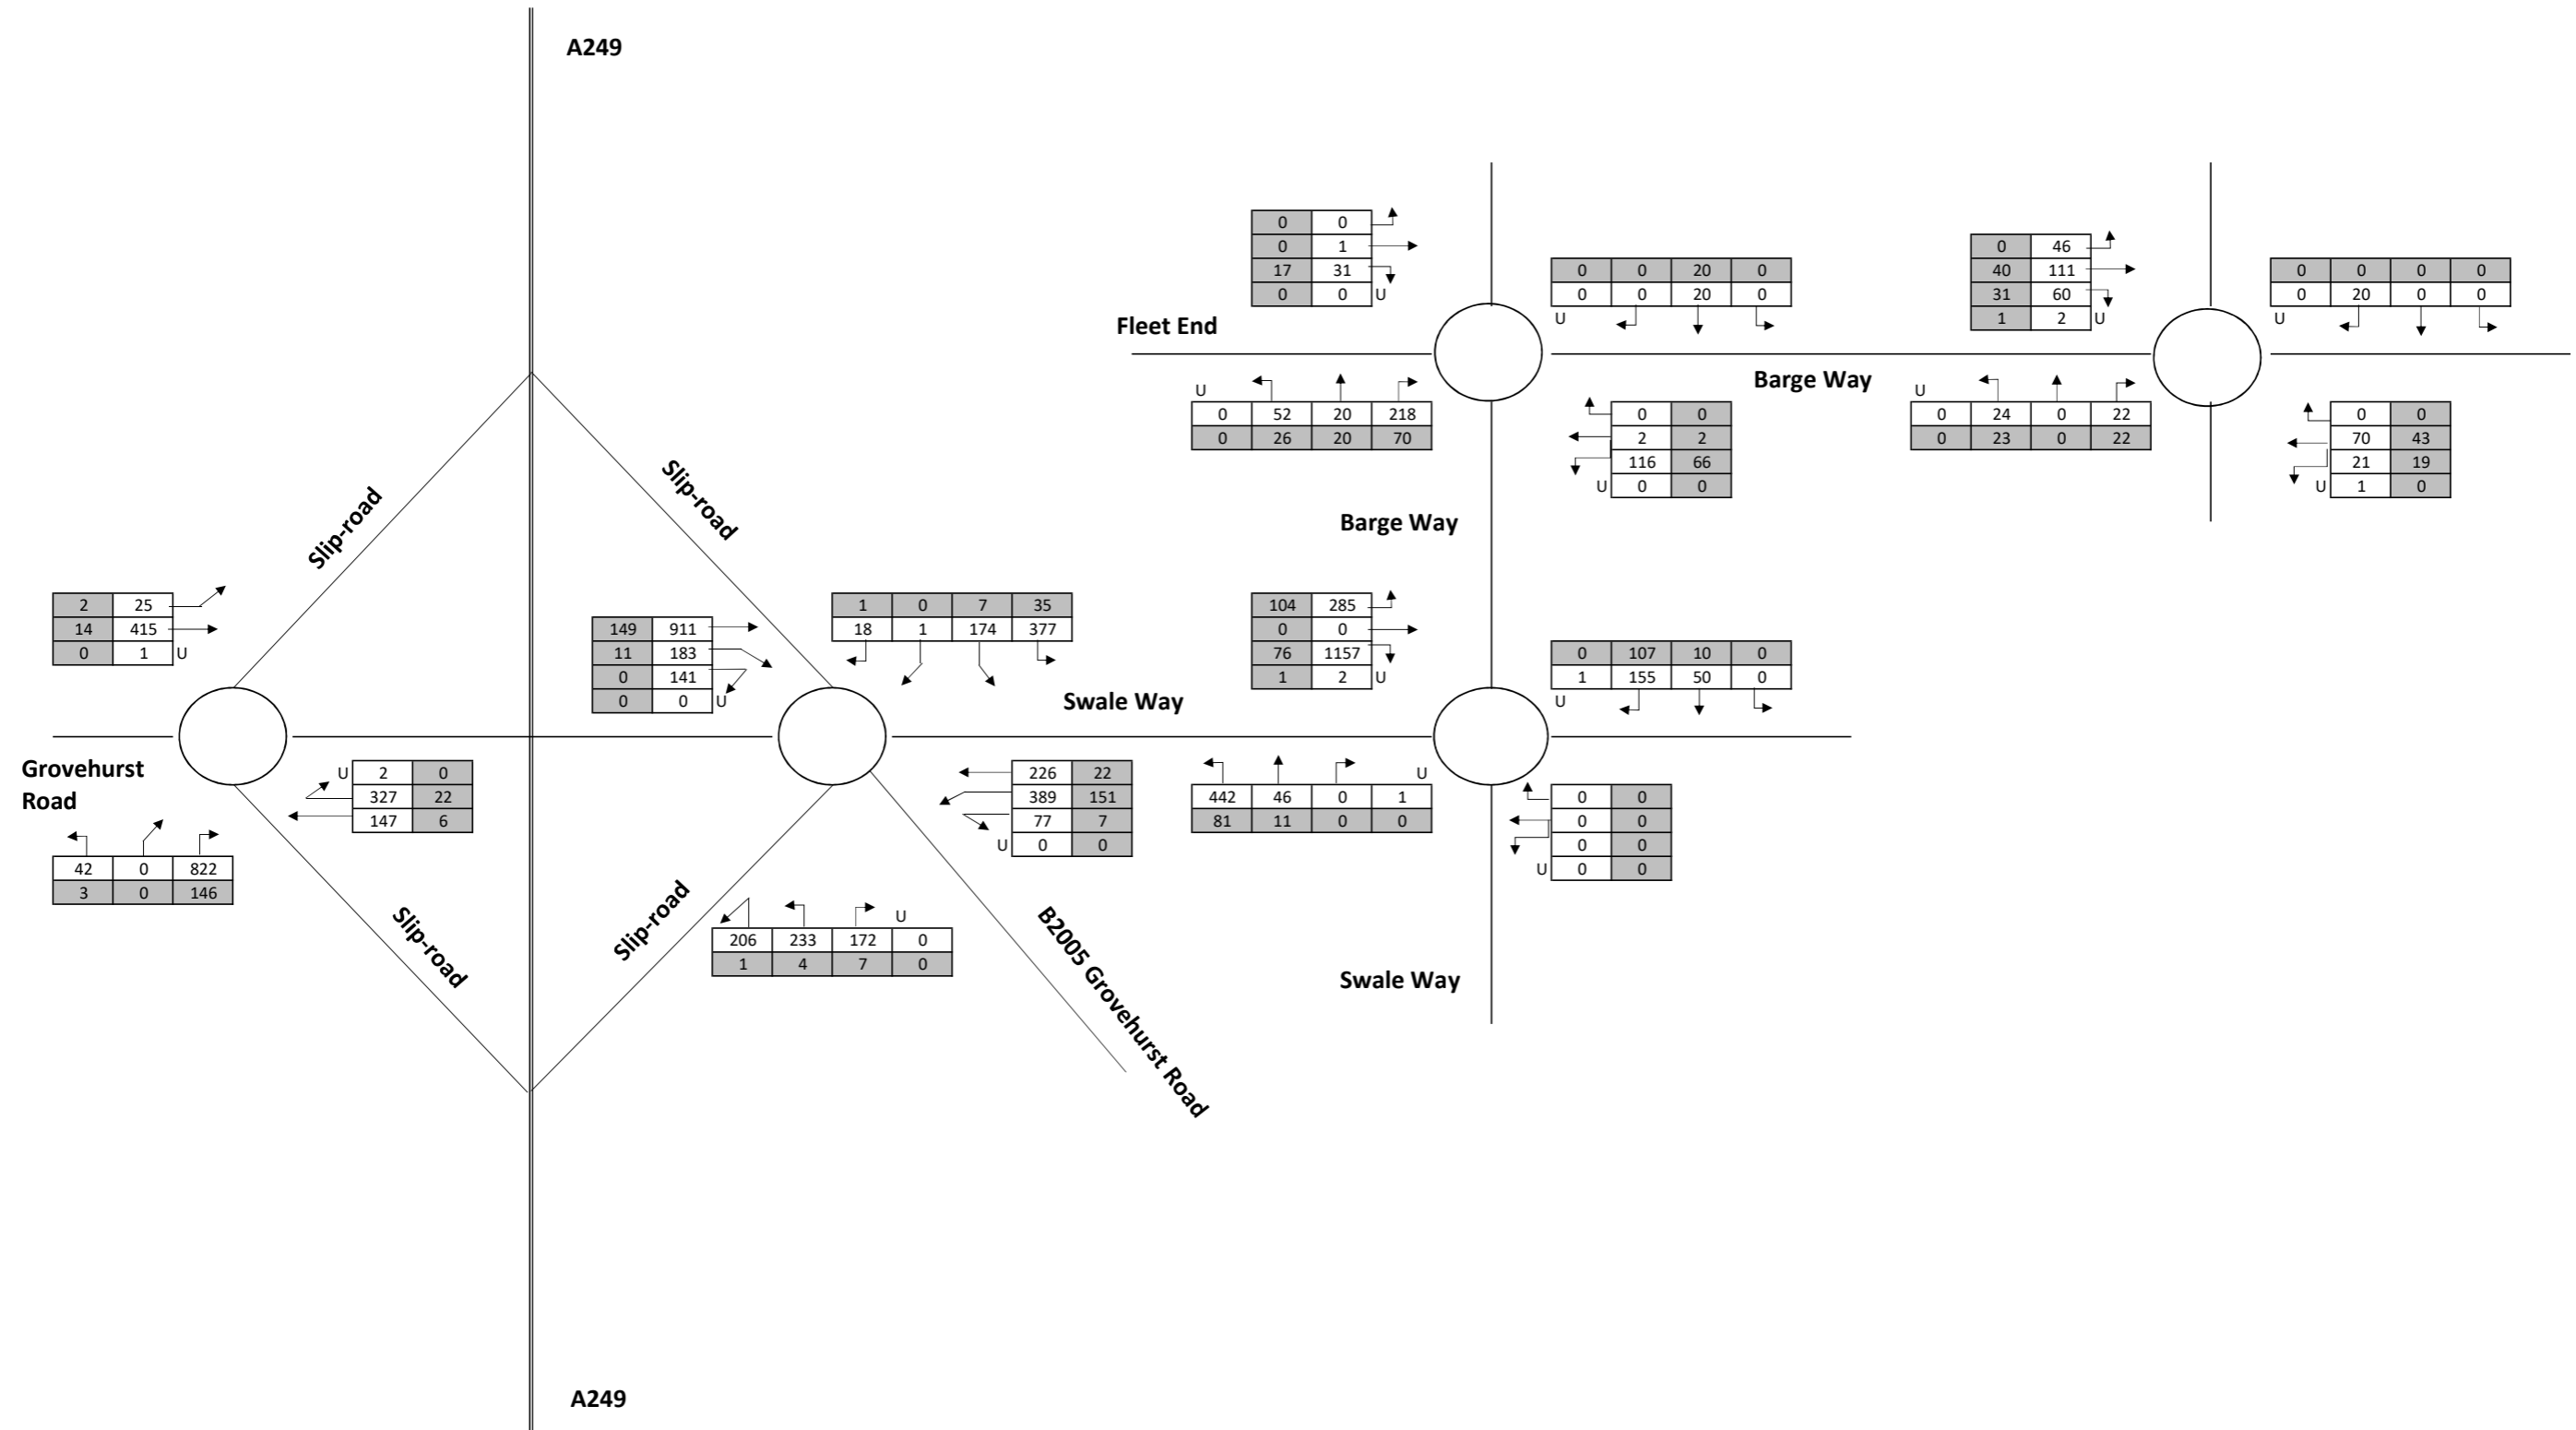 A249
0 0
0 1
17 31
0 0 U
0 0 20 0
0 0 20 0
U
0 46
40 111
31 60
1 2 U
0 0 0 0
0 20 0 0
U
Fleet End
Barge Way
U
0 52 20 218
0 26 20 70
0 0
2 2
116 66
U 0 0
U
0 24 0 22
0 23 0 22
0 0
70 43
21 19
U 1 0
Slip-road
Slip-road
Barge Way
2 25
14 415
0 1 U
149 911
11 183
0 141
0 0 U
1 0 7 35
18 1 174 377
Swale Way
104 285
0 0
76 1157
1 2 U
0 107 10 0
1 155 50 0
U
Grovehurst
Road
U 2 0
327 22
147 6
42 0 822
3 0 146
226 22
389 151
77 7
U 0 0
U
442 46 0 1
81 11 0 0
0 0
0 0
0 0
U 0 0
Slip-road
Slip-road
U
206 233 172 0
1 4 7 0
B2005 Grovehurst Road
Swale Way
A249